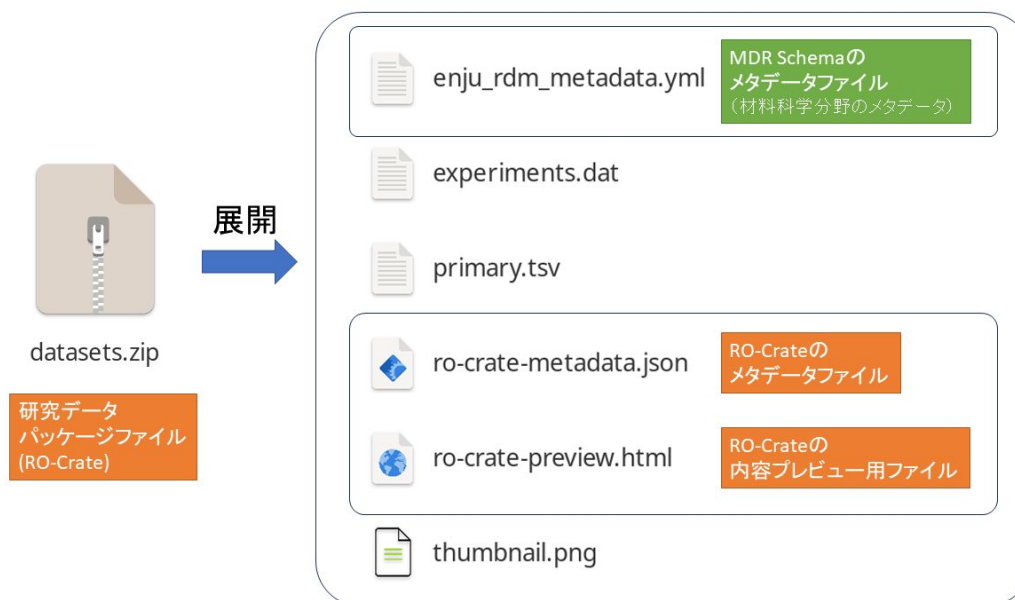 datasets.zip
研究データ
パッケージファイル
(RO-Crate)
展開
enju_rdm_metadata.yml
MDR Schemaの
メタデータファイル
(材料科学分野のメタデータ)
experiments.dat
primary.tsv
ro-crate-metadata.json
RO-Crateの
メタデータファイル
ro-crate-preview.html
RO-Crateの
内容プレビュー用ファイル
thumbnail.png